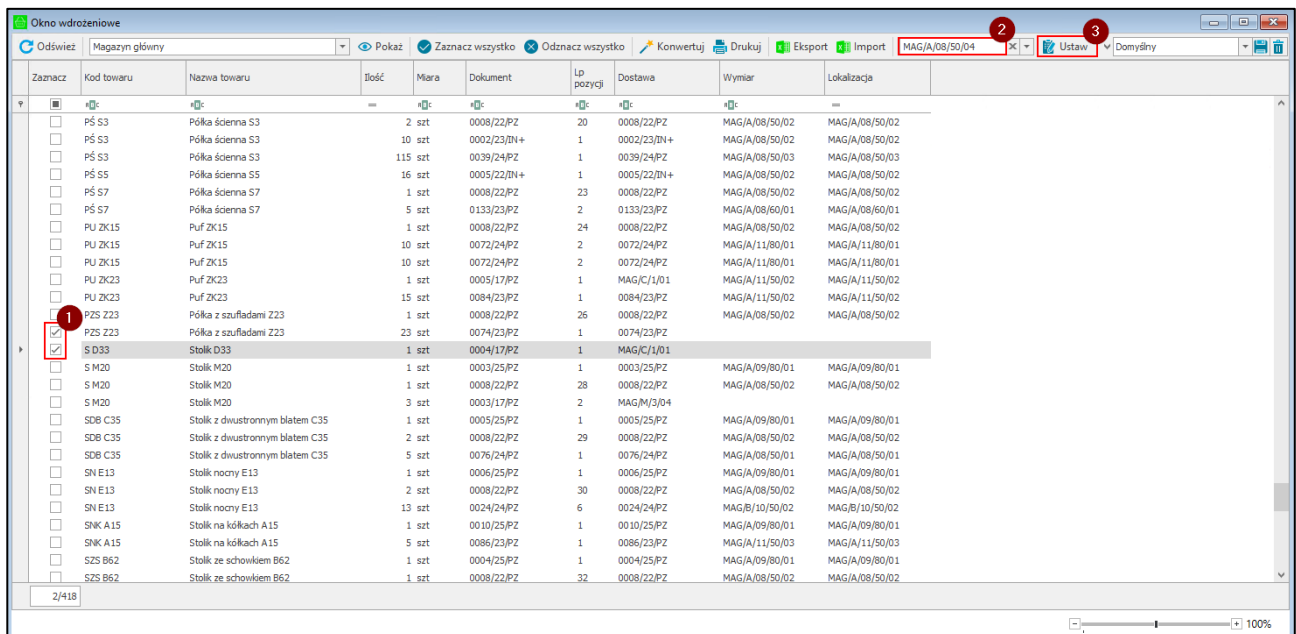 Okno wdrożeniowe
2
3
Odśwież Magazyn główny Pokaż Zaznacz wszystko Odznacz wszystko Konwertuj Drukuj Eksport Import MAG/A/08/50/04 Ustaw Domyślny
Zaznacz Kod towaru Nazwa towaru Ilość Miara Dokument Lp pozycji Dostawa Wymiar Lokalizacja
PŚ S3 Półka ścienna S3 2 szt 0008/22/PZ 20 0008/22/PZ MAG/A/08/50/02 MAG/A/08/50/02
PŚ S3 Półka ścienna S3 10 szt 0002/23/IN+ 1 0002/23/IN+ MAG/A/08/50/02 MAG/A/08/50/02
PŚ S3 Półka ścienna S3 115 szt 0039/24/PZ 1 0039/24/PZ MAG/A/08/50/03 MAG/A/08/50/03
PŚ S5 Półka ścienna S5 16 szt 0005/22/IN+ 1 0005/22/IN+ MAG/A/08/50/02 MAG/A/08/50/02
PŚ S7 Półka ścienna S7 1 szt 0008/22/PZ 23 0008/22/PZ MAG/A/08/50/02 MAG/A/08/50/02
PŚ S7 Półka ścienna S7 5 szt 0133/23/PZ 2 0133/23/PZ MAG/A/08/60/01 MAG/A/08/60/01
PU ZK15 Puf ZK15 1 szt 0008/22/PZ 24 0008/22/PZ MAG/A/08/50/02 MAG/A/08/50/02
PU ZK15 Puf ZK15 10 szt 0072/24/PZ 2 0072/24/PZ MAG/A/11/80/01 MAG/A/11/80/01
PU ZK15 Puf ZK15 10 szt 0072/24/PZ 2 0072/24/PZ MAG/A/11/80/01 MAG/A/11/80/01
PU ZK23 Puf ZK23 1 szt 0005/17/PZ 1 MAG/C/1/01 MAG/A/11/50/02 MAG/A/11/50/02
PU ZK23 Puf ZK23 15 szt 0084/23/PZ 1 0084/23/PZ MAG/A/11/50/02 MAG/A/11/50/02
1 PZS Z23 Półka z szufladami Z23 1 szt 0008/22/PZ 26 0008/22/PZ MAG/A/08/50/02 MAG/A/08/50/02
PZS Z23 Półka z szufladami Z23 23 szt 0074/23/PZ 1 0074/23/PZ
S D33 Stolik D33 1 szt 0004/17/PZ 1 MAG/C/1/01
S M20 Stolik M20 1 szt 0003/25/PZ 1 0003/25/PZ MAG/A/09/80/01 MAG/A/09/80/01
S M20 Stolik M20 1 szt 0008/22/PZ 28 0008/22/PZ MAG/A/08/50/02 MAG/A/08/50/02
S M20 Stolik M20 3 szt 0003/17/PZ 2 MAG/M/3/04
SDB C35 Stolik z dwustronnym blatem C35 1 szt 0005/25/PZ 1 0005/25/PZ MAG/A/09/80/01 MAG/A/09/80/01
SDB C35 Stolik z dwustronnym blatem C35 2 szt 0008/22/PZ 29 0008/22/PZ MAG/A/08/50/02 MAG/A/08/50/02
SDB C35 Stolik z dwustronnym blatem C35 5 szt 0076/24/PZ 1 0076/24/PZ MAG/A/08/50/01 MAG/A/08/50/01
SN E13 Stolik nocny E13 1 szt 0006/25/PZ 1 0006/25/PZ MAG/A/09/80/01 MAG/A/09/80/01
SN E13 Stolik nocny E13 2 szt 0008/22/PZ 30 0008/22/PZ MAG/A/08/50/02 MAG/A/08/50/02
SN E13 Stolik nocny E13 13 szt 0024/24/PZ 6 0024/24/PZ MAG/B/10/50/02 MAG/B/10/50/02
SNK A15 Stolik na kółkach A15 1 szt 0010/25/PZ 1 0010/25/PZ MAG/A/09/80/01 MAG/A/09/80/01
SNK A15 Stolik na kółkach A15 5 szt 0086/23/PZ 1 0086/23/PZ MAG/A/11/50/03 MAG/A/11/50/03
SZS B62 Stolik ze schowkiem B62 1 szt 0004/25/PZ 1 0004/25/PZ MAG/A/09/80/01 MAG/A/09/80/01
SZS B62 Stolik ze schowkiem B62 1 szt 0008/22/PZ 32 0008/22/PZ MAG/A/08/50/02 MAG/A/08/50/02
2/418
100%